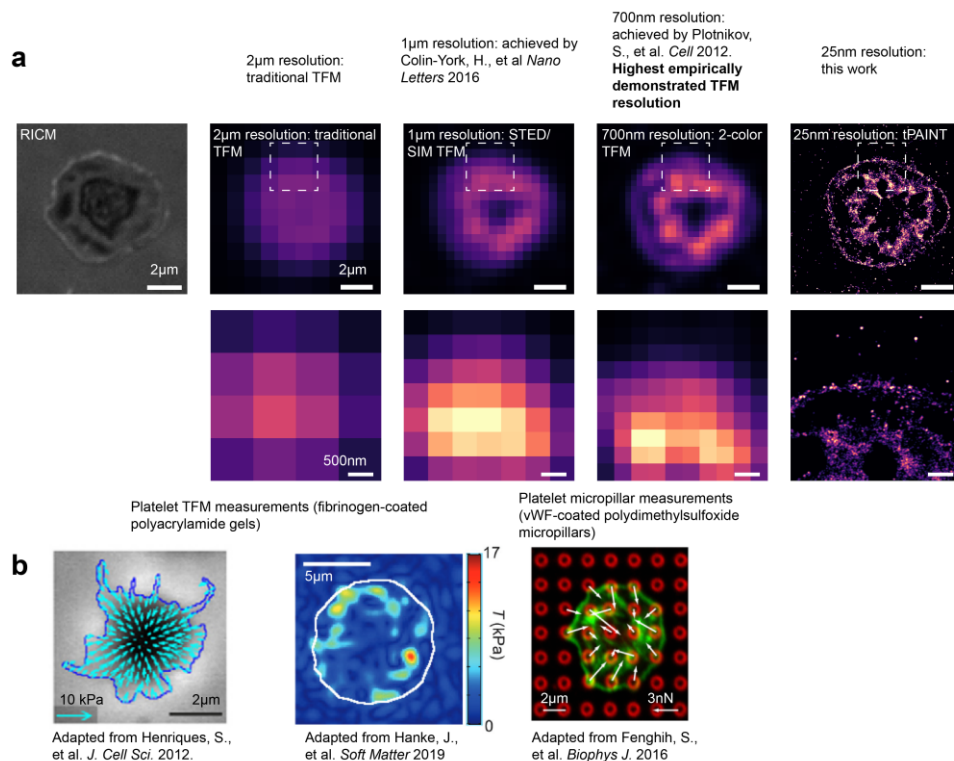 a
2µm resolution:
traditional TFM
1µm resolution: achieved by
Colin-York, H., et al Nano
Letters 2016
700nm resolution:
achieved by Plotnikov,
S., et al. Cell 2012.
Highest empirically
demonstrated TFM
resolution
25nm resolution:
this work
RICM
2µm
2µm resolution: traditional
TFM
2µm
1µm resolution: STED/
SIM TFM
700nm resolution: 2-color
TFM
25nm resolution: tPAINT
500nm
Platelet TFM measurements (fibrinogen-coated
polyacrylamide gels)
Platelet micropillar measurements
(vWF-coated polydimethylsulfoxide
micropillars)
b
10 kPa
2µm
5µm
17
T (kPa)
0
2µm
3nN
Adapted from Henriques, S.,
et al. J. Cell Sci. 2012.
Adapted from Hanke, J.,
et al. Soft Matter 2019
Adapted from Fenghih, S.,
et al. Biophys J. 2016